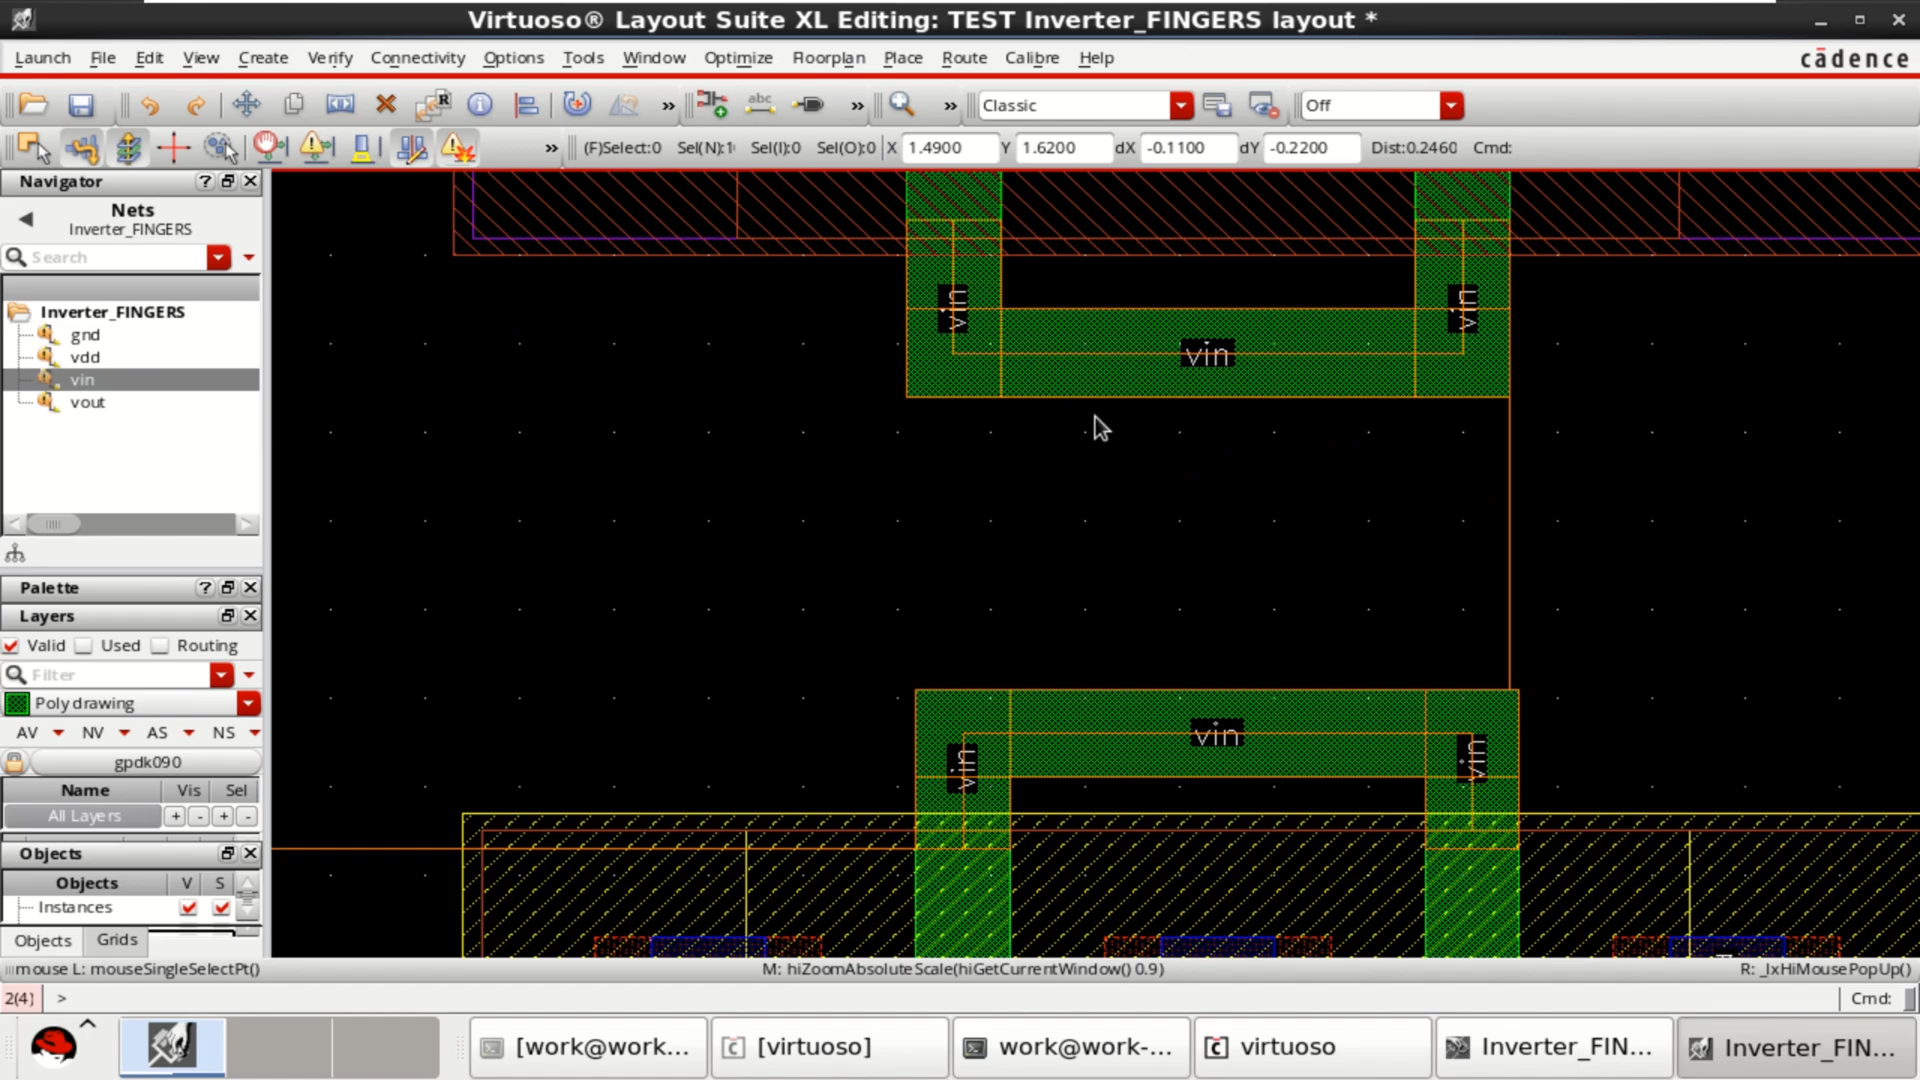 Virtuoso® Layout Suite XL Editing: TEST Inverter_FINGERS layout *
Launch File Edit View Create Verify Connectivity Options Tools Window Optimize Floorplan Place Route Calibre Help cādence
R » abc » » Classic Off
» (F)Select:0 Sel(N):1 Sel(I):0 Sel(O):0 X 1.4900 Y 1.6200 dX -0.1100 dY -0.2200 Dist:0.2460 Cmd:
Navigator ?
Nets
Inverter_FINGERS
Search
Inverter_FINGERS
gnd
vdd
vin
vout
Palette ?
Layers
Valid Used Routing
Filter
Poly drawing
AV NV AS NS
gpdk090
Name Vis Sel
All Layers + - + -
Objects
Objects V S
Instances
Objects Grids
vin
vin
vin
vin
vin
vin
mouse L: mouseSingleSelectPt() M: hiZoomAbsoluteScale(hiGetCurrentWindow() 0.9) R: _lxHiMousePopUp()
2(4) > Cmd:
[work@work... [virtuoso] work@work-... virtuoso Inverter_FIN... Inverter_FIN...